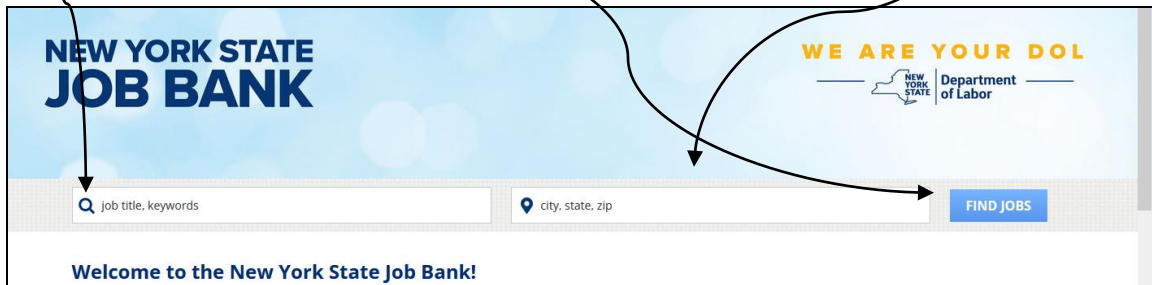 NEW YORK STATE
JOB BANK
WE ARE YOUR DOL
NEW
YORK
STATE
Department
of Labor
job title, keywords
city, state, zip
FIND JOBS
Welcome to the New York State Job Bank!